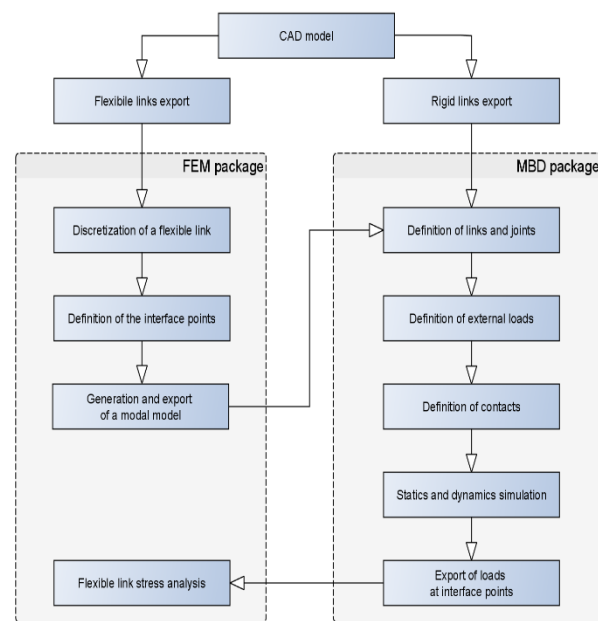 CAD model
Flexibile links export
Rigid links export
FEM package
MBD package
Discretization of a flexible link
Definition of links and joints
Definition of the interface points
Definition of external loads
Generation and export
of a modal model
Definition of contacts
Statics and dynamics simulation
Flexible link stress analysis
Export of loads
at interface points